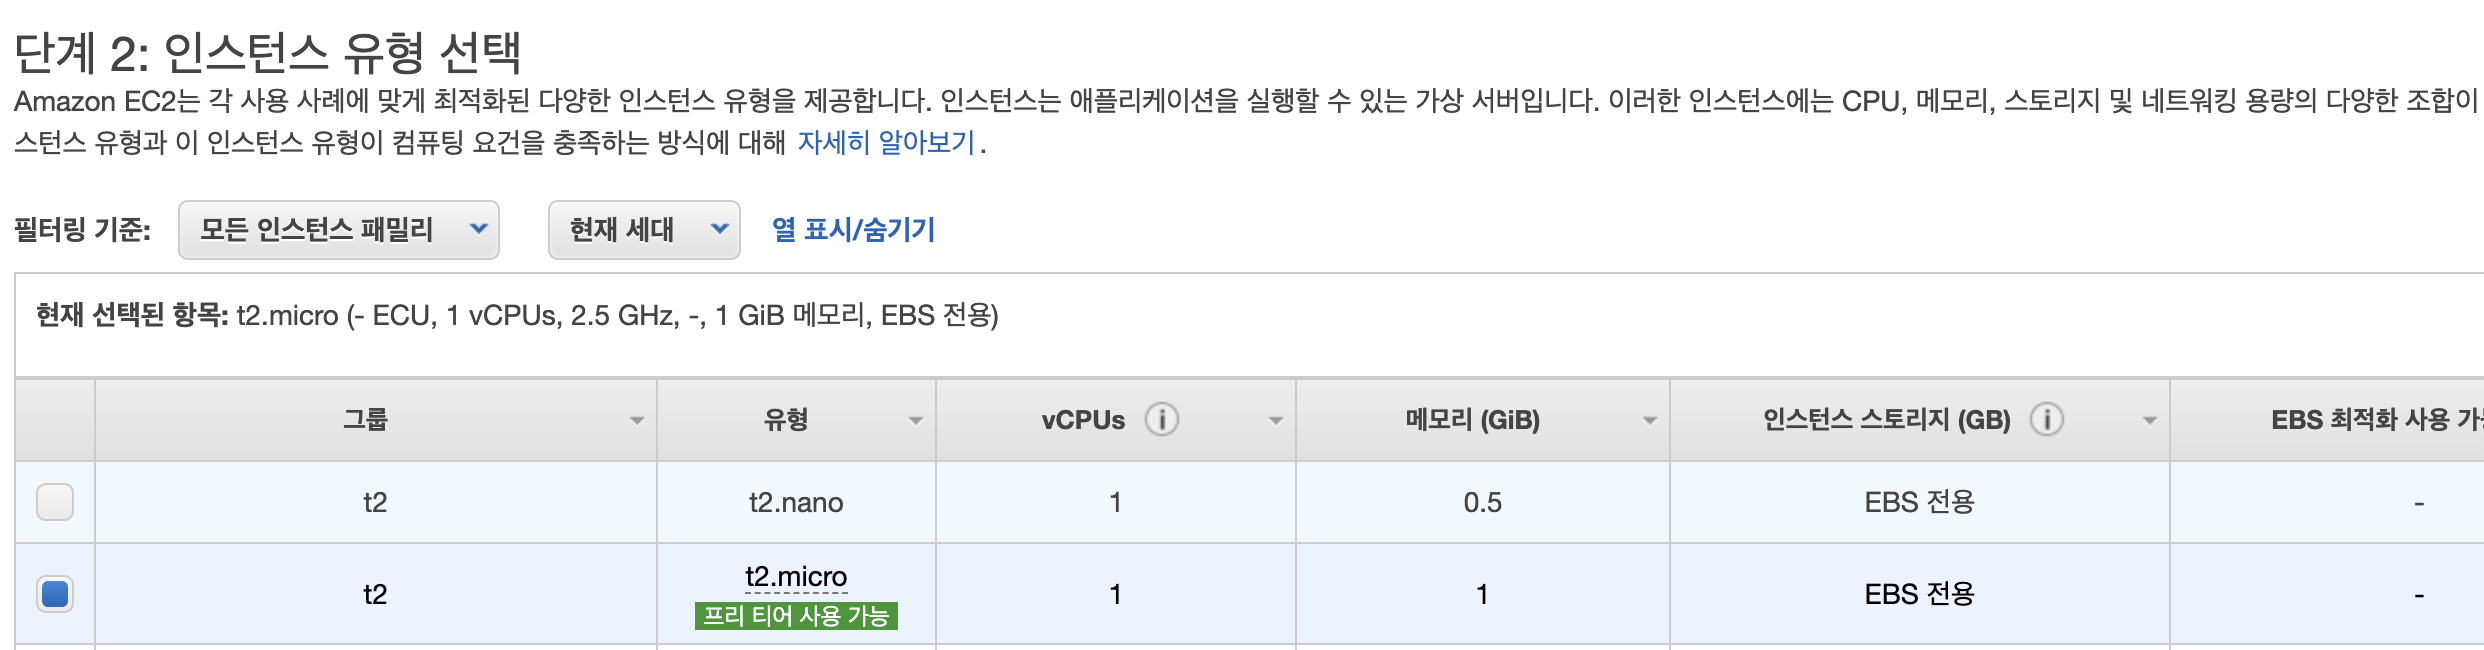 단계 2: 인스턴스 유형 선택
Amazon EC2는 각 사용 사례에 맞게 최적화된 다양한 인스턴스 유형을 제공합니다. 인스턴스는 애플리케이션을 실행할 수 있는 가상 서버입니다. 이러한 인스턴스에는 CPU, 메모리, 스토리지 및 네트워킹 용량의 다양한 조합이
스턴스 유형과 이 인스턴스 유형이 컴퓨팅 요건을 충족하는 방식에 대해 자세히 알아보기.
필터링 기준: 모든 인스턴스 패밀리 현재 세대 열 표시/숨기기
현재 선택된 항목: t2.micro (- ECU, 1 vCPUs, 2.5 GHz, -, 1 GiB 메모리, EBS 전용)
그룹 유형 vCPUs i 메모리 (GiB) 인스턴스 스토리지 (GB) i EBS 최적화 사용 가
t2 t2.nano 1 0.5 EBS 전용 -
t2 t2.micro 1 1 EBS 전용 -
프리 티어 사용 가능